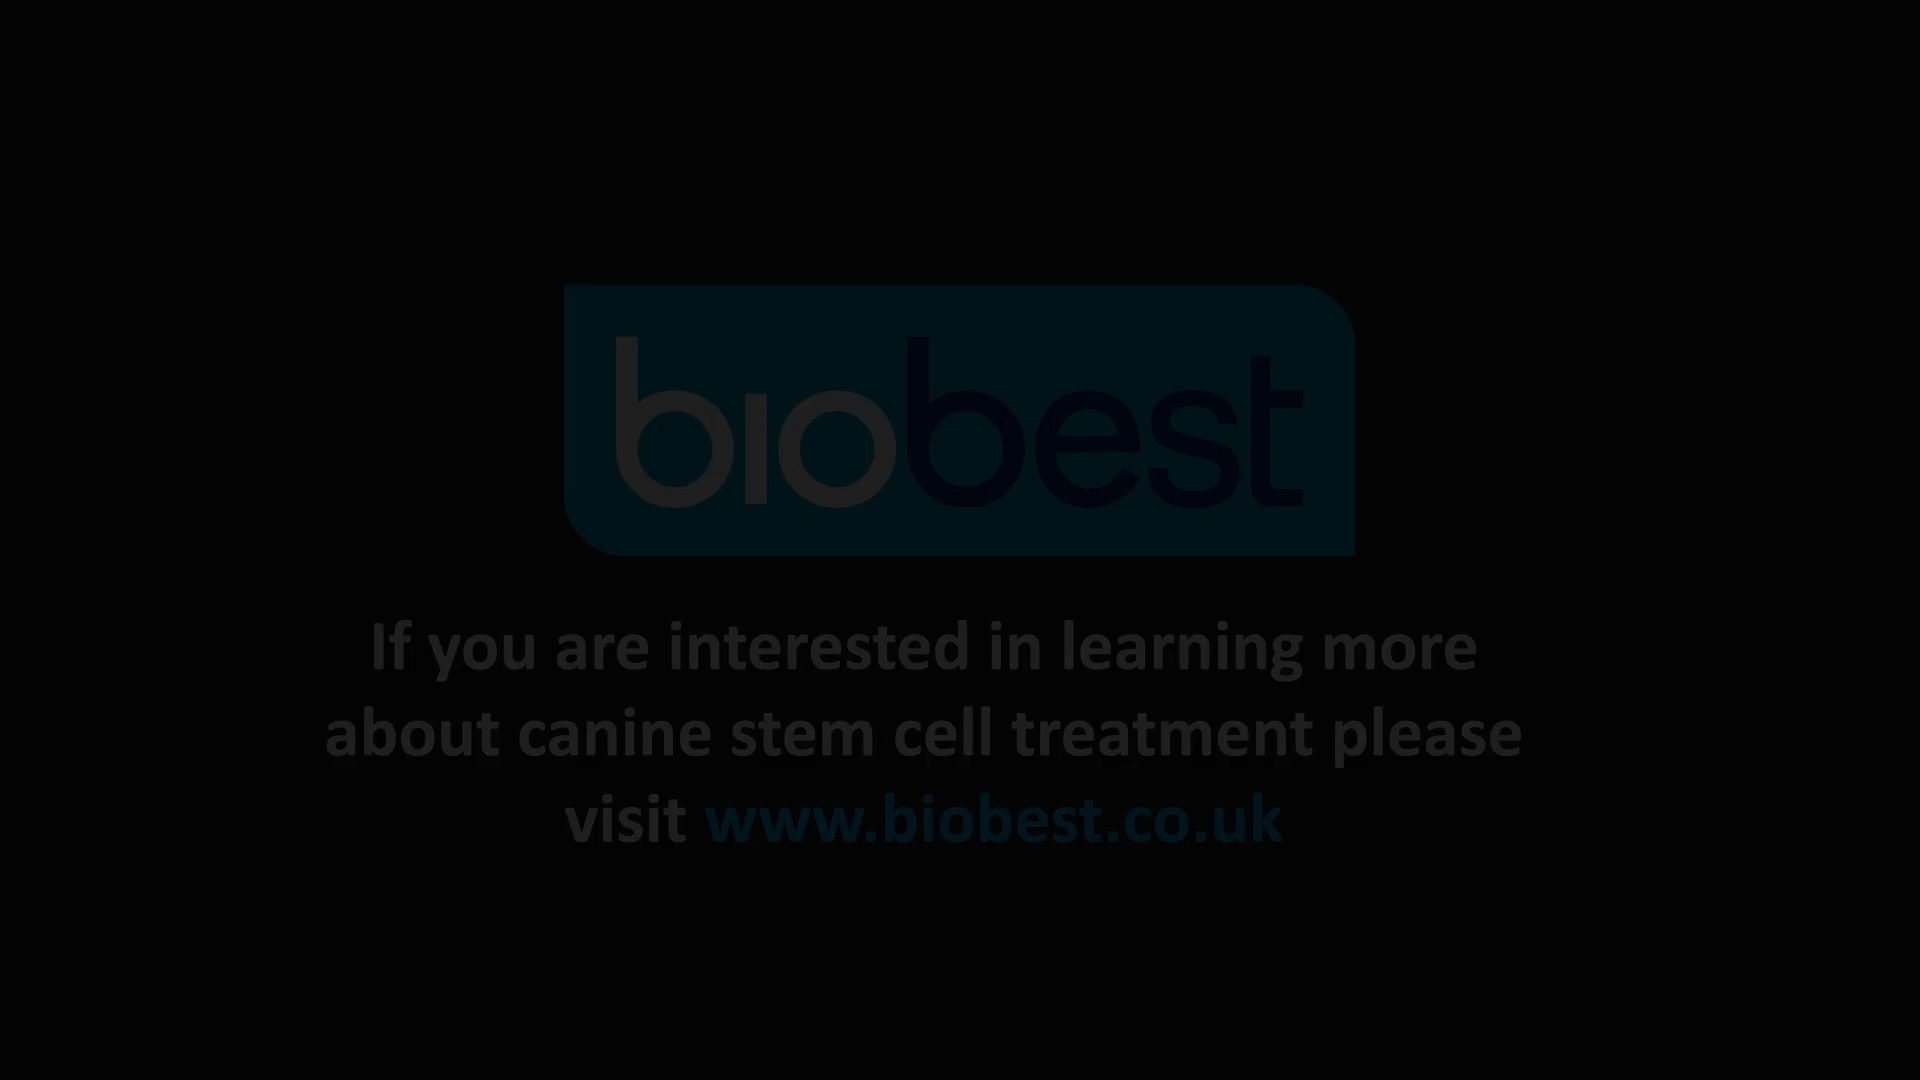 biobest
If you are interested in learning more
about canine stem cell treatment please
visit www.biobest.co.uk